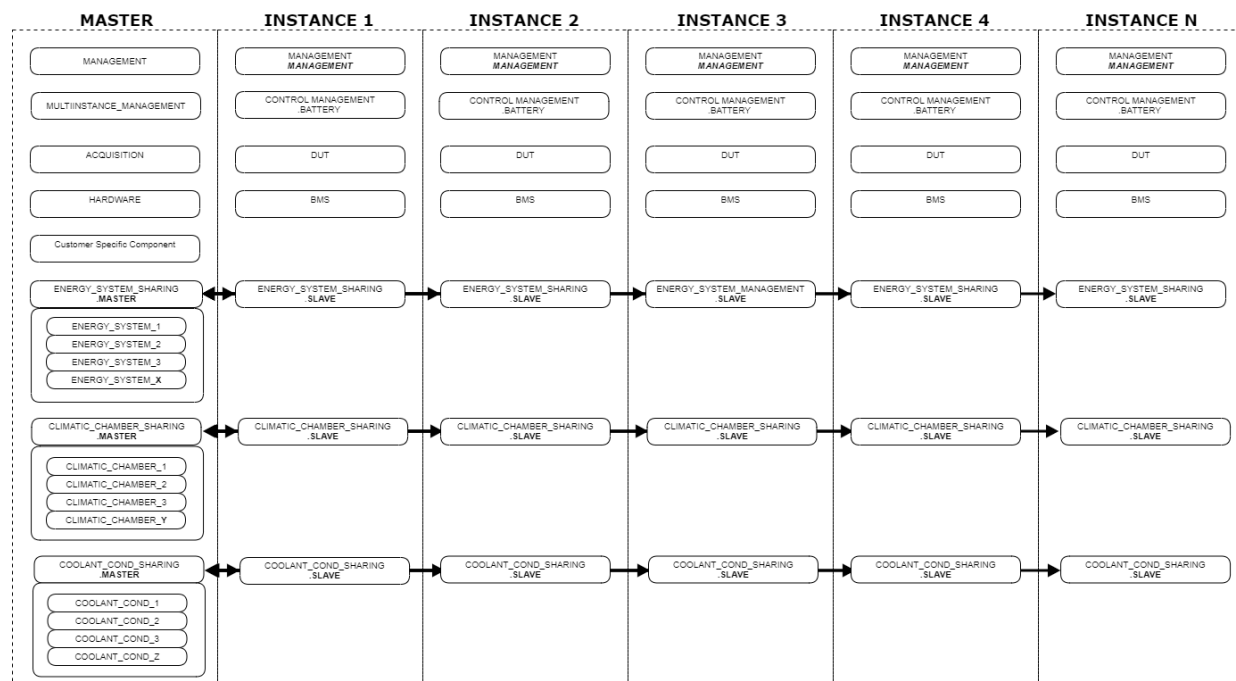 MASTER INSTANCE 1 INSTANCE 2 INSTANCE 3 INSTANCE 4 INSTANCE N
MANAGEMENT MANAGEMENT MANAGEMENT MANAGEMENT MANAGEMENT MANAGEMENT
MANAGEMENT MANAGEMENT MANAGEMENT MANAGEMENT MANAGEMENT
MULTIINSTANCE_MANAGEMENT CONTROL MANAGEMENT CONTROL MANAGEMENT CONTROL MANAGEMENT CONTROL MANAGEMENT CONTROL MANAGEMENT
.BATTERY .BATTERY .BATTERY .BATTERY .BATTERY
ACQUISITION DUT DUT DUT DUT DUT
HARDWARE BMS BMS BMS BMS BMS
Customer Specific Component
ENERGY_SYSTEM_SHARING ENERGY_SYSTEM_SHARING ENERGY_SYSTEM_SHARING ENERGY_SYSTEM_MANAGEMENT ENERGY_SYSTEM_SHARING ENERGY_SYSTEM_SHARING
.MASTER .SLAVE .SLAVE .SLAVE .SLAVE .SLAVE
ENERGY_SYSTEM_1
ENERGY_SYSTEM_2
ENERGY_SYSTEM_3
ENERGY_SYSTEM_X
CLIMATIC_CHAMBER_SHARING CLIMATIC_CHAMBER_SHARING CLIMATIC_CHAMBER_SHARING CLIMATIC_CHAMBER_SHARING CLIMATIC_CHAMBER_SHARING CLIMATIC_CHAMBER_SHARING
.MASTER .SLAVE .SLAVE .SLAVE .SLAVE .SLAVE
CLIMATIC_CHAMBER_1
CLIMATIC_CHAMBER_2
CLIMATIC_CHAMBER_3
CLIMATIC_CHAMBER_Y
COOLANT_COND_SHARING COOLANT_COND_SHARING COOLANT_COND_SHARING COOLANT_COND_SHARING COOLANT_COND_SHARING COOLANT_COND_SHARING
.MASTER .SLAVE .SLAVE .SLAVE .SLAVE .SLAVE
COOLANT_COND_1
COOLANT_COND_2
COOLANT_COND_3
COOLANT_COND_Z